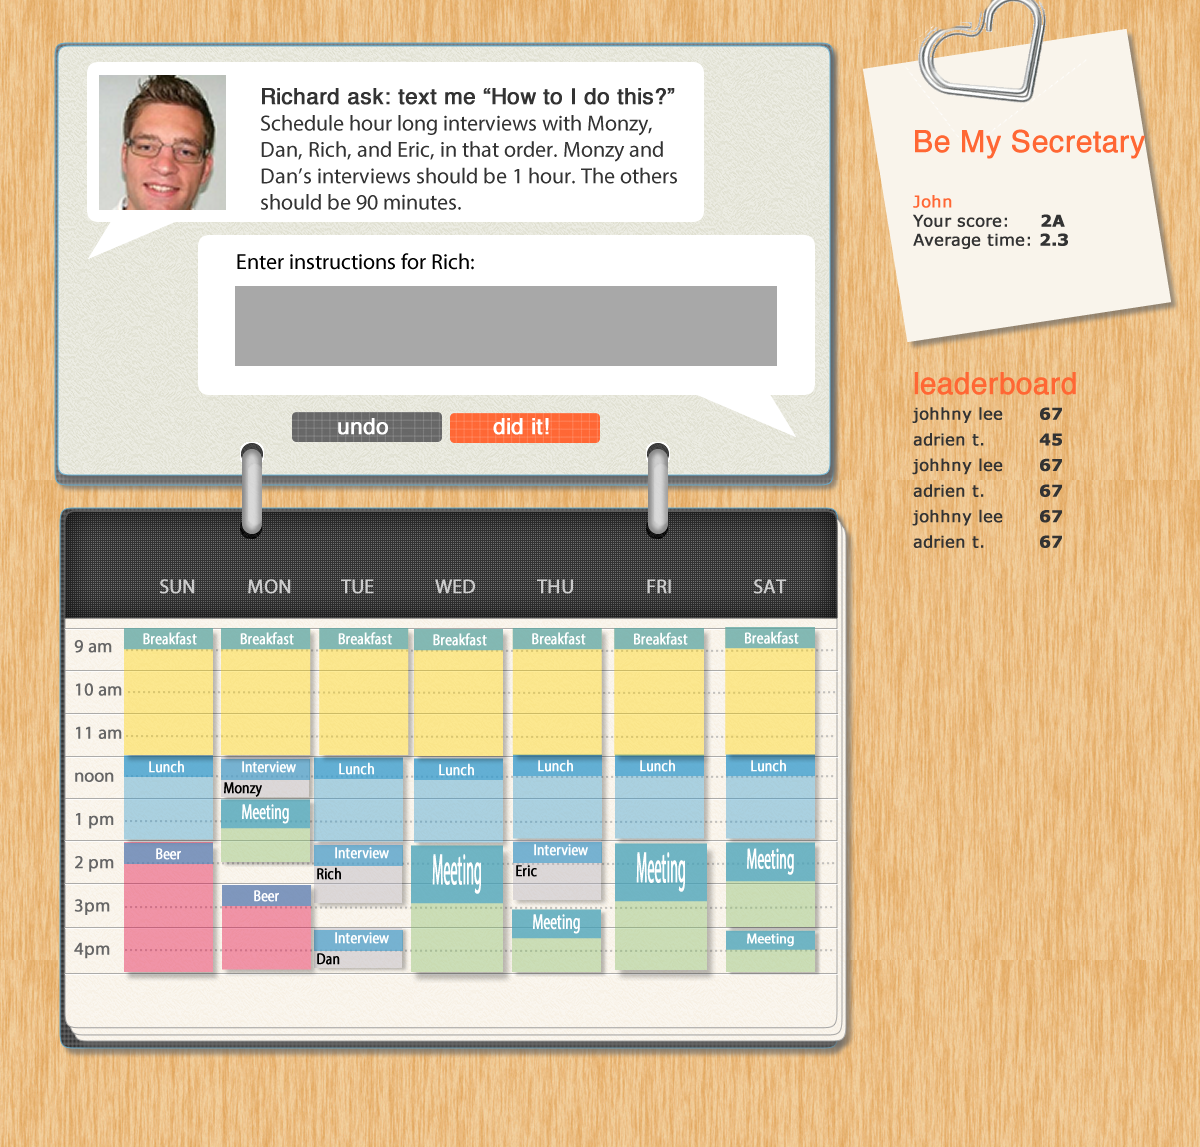 Richard ask: text me “How to I do this?”
Schedule hour long interviews with Monzy,
Dan, Rich, and Eric, in that order. Monzy and
Dan’s interviews should be 1 hour. The others
should be 90 minutes.
Enter instructions for Rich:
undo
did it!
Be My Secretary
John
Your score: 2A
Average time: 2.3
leaderboard
johhny lee 67
adrien t. 45
johhny lee 67
adrien t. 67
johhny lee 67
adrien t. 67
SUN MON TUE WED THU FRI SAT
Breakfast Breakfast Breakfast Breakfast Breakfast Breakfast Breakfast
9 am
10 am
11 am
Lunch Interview Lunch Lunch Lunch Lunch Lunch
noon
Monzy
1 pm Meeting
Beer Interview Meeting Interview Meeting Meeting
2 pm
Rich Eric
Beer
3pm
Meeting
Interview Meeting
4pm
Dan